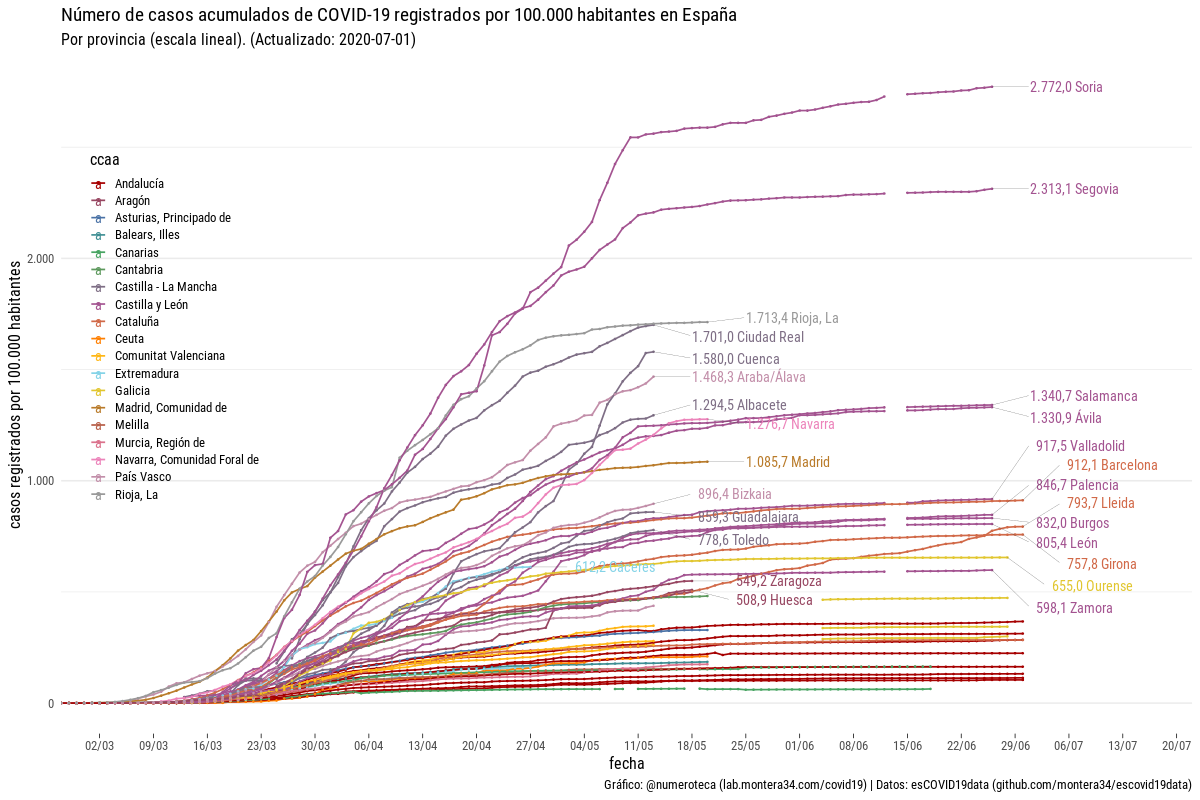 Número de casos acumulados de COVID-19 registrados por 100.000 habitantes en España
Por provincia (escala lineal). (Actualizado: 2020-07-01)
casos registrados por 100.000 habitantes
2.000
1.000
0
ccaa
Andalucía
Aragón
Asturias, Principado de
Balears, Illes
Canarias
Cantabria
Castilla - La Mancha
Castilla y León
Cataluña
Ceuta
Comunitat Valenciana
Extremadura
Galicia
Madrid, Comunidad de
Melilla
Murcia, Región de
Navarra, Comunidad Foral de
País Vasco
Rioja, La
2.772,0 Soria
2.313,1 Segovia
1.713,4 Rioja, La
1.701,0 Ciudad Real
1.580,0 Cuenca
1.468,3 Araba/Álava
1.294,5 Albacete
1.276,7 Navarra
1.340,7 Salamanca
1.330,9 Ávila
917,5 Valladolid
1.085,7 Madrid
912,1 Barcelona
846,7 Palencia
896,4 Bizkaia
793,7 Lleida
859,3 Guadalajara
832,0 Burgos
778,6 Toledo
805,4 León
757,8 Girona
612,2 Cáceres
549,2 Zaragoza
655,0 Ourense
508,9 Huesca
598,1 Zamora
02/03 09/03 16/03 23/03 30/03 06/04 13/04 20/04 27/04 04/05 11/05 18/05 25/05 01/06 08/06 15/06 22/06 29/06 06/07 13/07 20/07
fecha
Gráfico: @numeroteca (lab.montera34.com/covid19) | Datos: esCOVID19data (github.com/montera34/escovid19data)